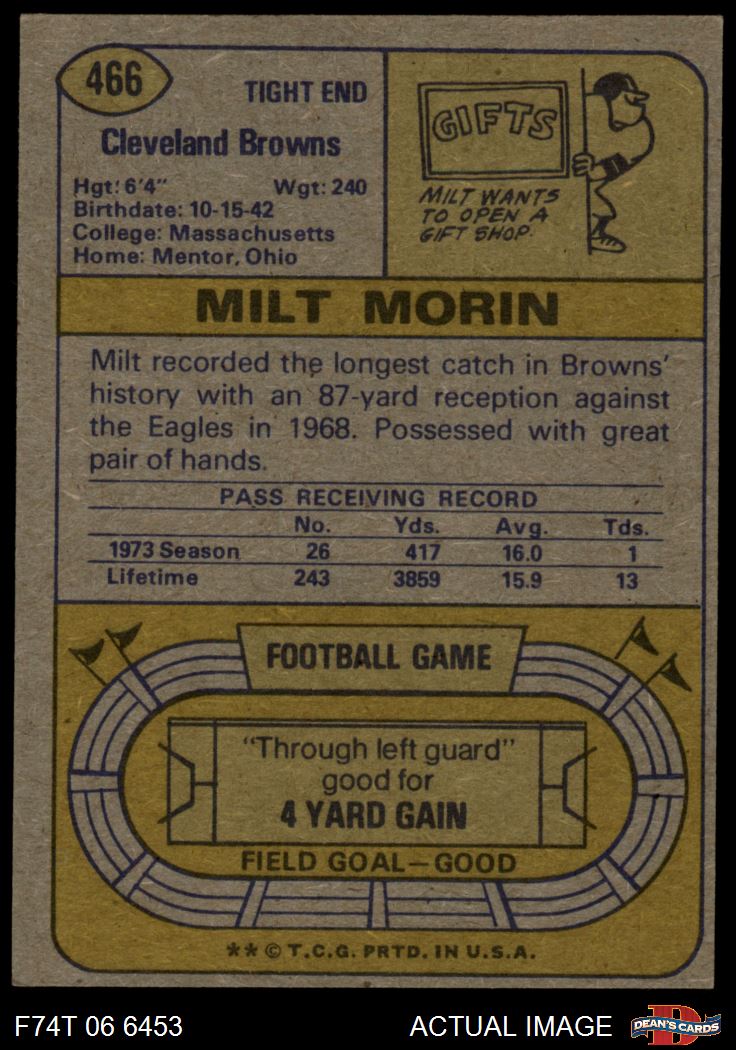 466
TIGHT END
Cleveland Browns
Hgt: 6'4" Wgt: 240
Birthdate: 10-15-42
College: Massachusetts
Home: Mentor, Ohio
GIFTS
MILT WANTS
TO OPEN A
GIFT SHOP.
MILT MORIN
Milt recorded the longest catch in Browns'
history with an 87-yard reception against
the Eagles in 1968. Possessed with great
pair of hands.
PASS RECEIVING RECORD
No. Yds. Avg. Tds.
1973 Season 26 417 16.0 1
Lifetime 243 3859 15.9 13
FOOTBALL GAME
"Through left guard"
good for
4 YARD GAIN
FIELD GOAL—GOOD
** © T.C.G. PRTD. IN U.S.A.
F74T 06 6453 ACTUAL IMAGE
D
DEAN'S CARDS